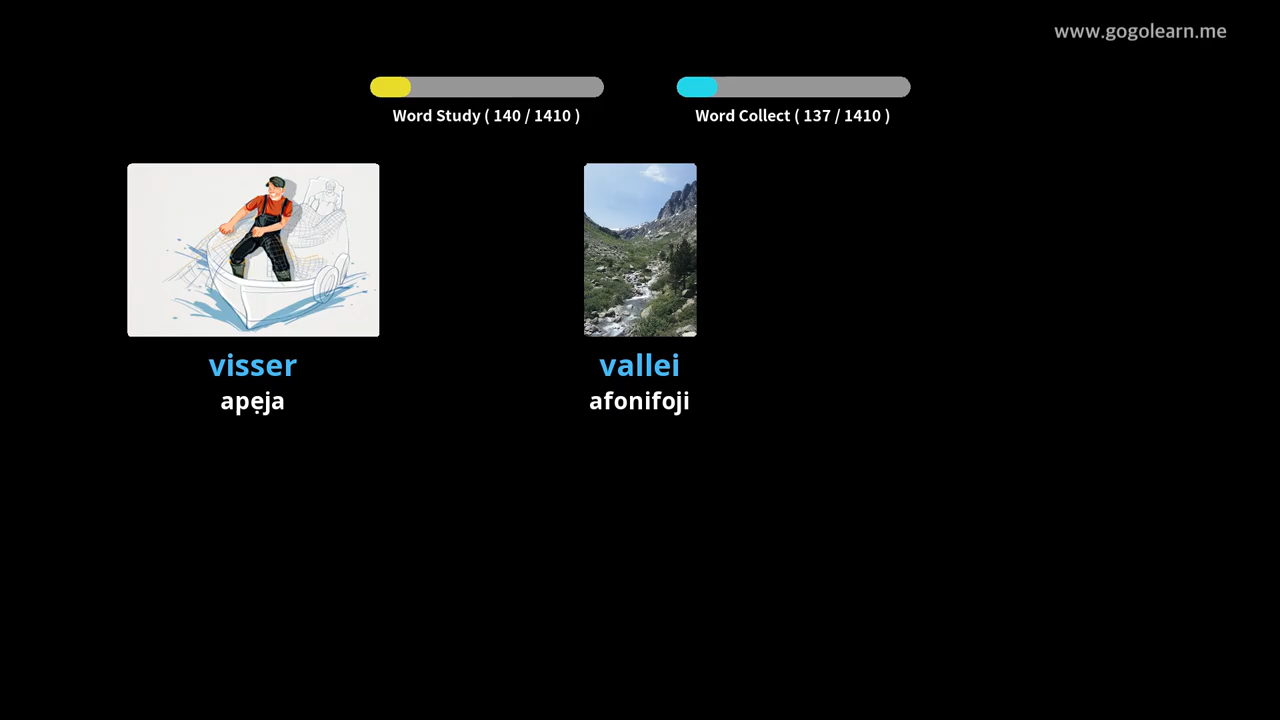 www.gogolearn.me
Word Study ( 140 / 1410 )
Word Collect ( 137 / 1410 )
visser
apẹja
vallei
afonifoji